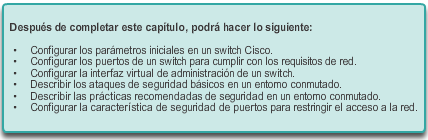 Después de completar este capítulo, podrá hacer lo siguiente:
• Configurar los parámetros iniciales en un switch Cisco.
• Configurar los puertos de un switch para cumplir con los requisitos de red.
• Configurar la interfaz virtual de administración de un switch.
• Describir los ataques de seguridad básicos en un entorno conmutado.
• Describir las prácticas recomendadas de seguridad en un entorno conmutado.
• Configurar la característica de seguridad de puertos para restringir el acceso a la red.